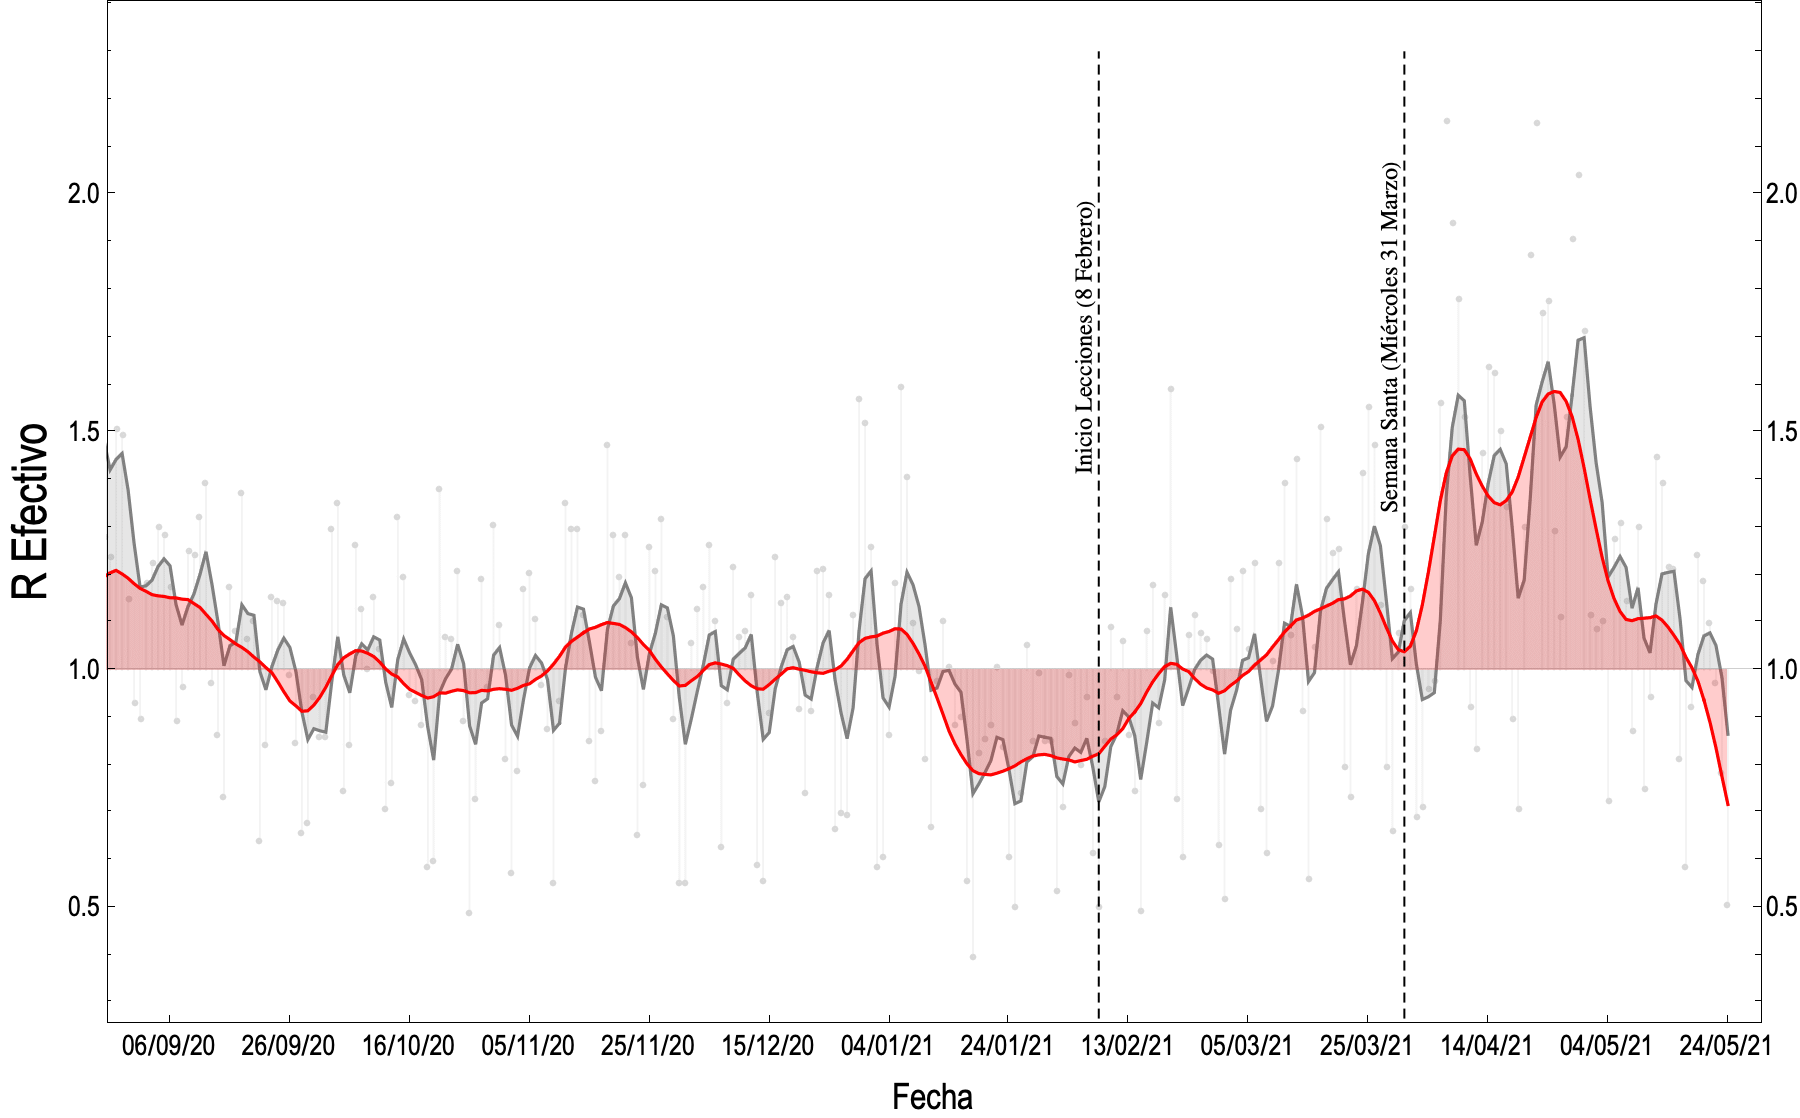 R Efectivo
2.0
1.5
1.0
0.5
Inicio Lecciones (8 Febrero)
Semana Santa (Miércoles 31 Marzo)
2.0
1.5
1.0
0.5
06/09/20 26/09/20 16/10/20 05/11/20 25/11/20 15/12/20 04/01/21 24/01/21 13/02/21 05/03/21 25/03/21 14/04/21 04/05/21 24/05/21
Fecha